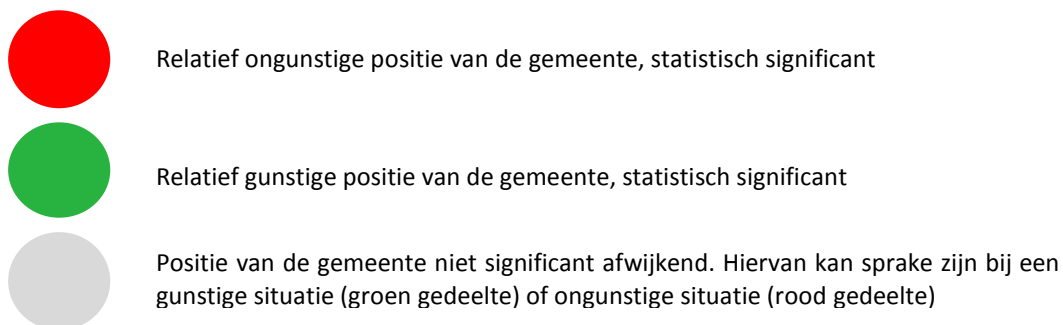 Relatief ongunstige positie van de gemeente, statistisch significant
Relatief gunstige positie van de gemeente, statistisch significant
Positie van de gemeente niet significant afwijkend. Hiervan kan sprake zijn bij een
gunstige situatie (groen gedeelte) of ongunstige situatie (rood gedeelte)